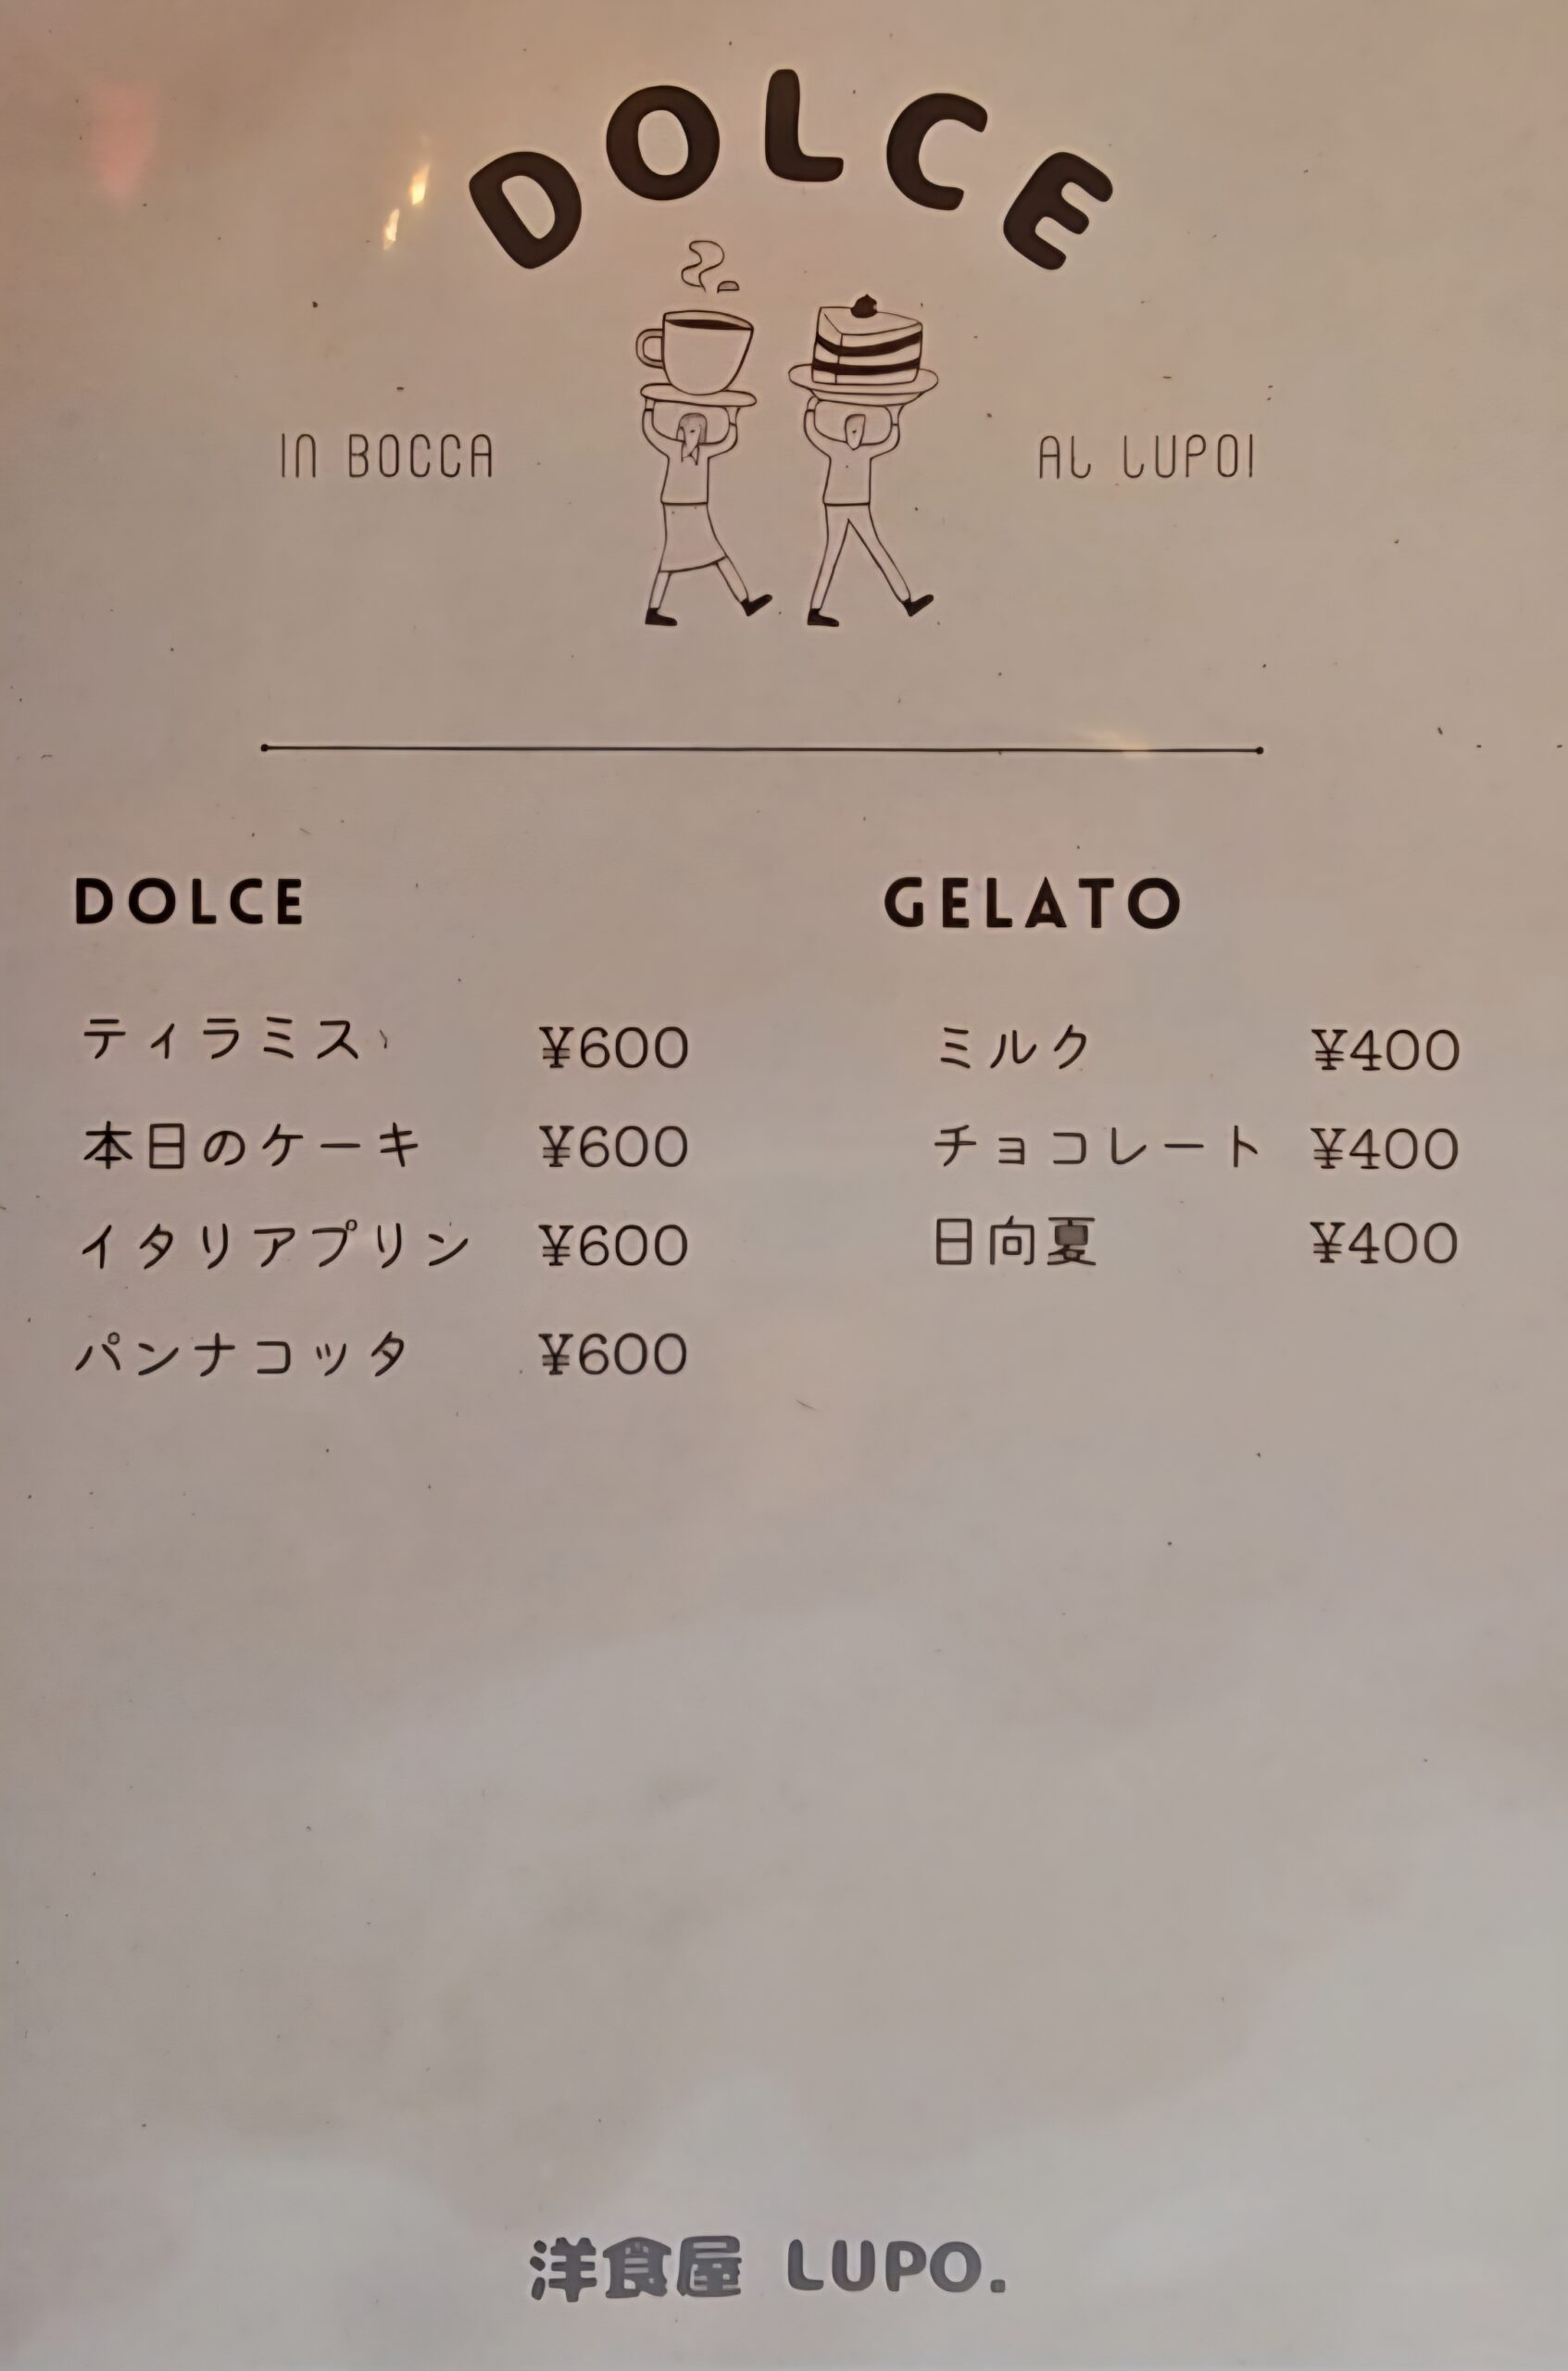 DOLCE
IN BOCCA
AL LUPO!
DOLCE
ティラミス ¥600
本日のケーキ ¥600
イタリアプリン ¥600
パンナコッタ ¥600
GELATO
ミルク ¥400
チョコレート ¥400
日向夏 ¥400
洋食屋 LUPO.